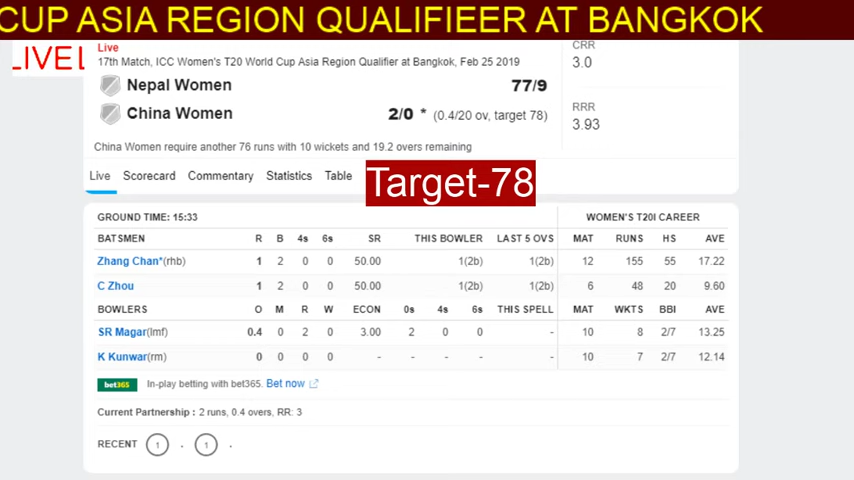 CUP ASIA REGION QUALIFIEER AT BANGKOK
LIVE
Live
17th Match, ICC Women's T20 World Cup Asia Region Qualifier at Bangkok, Feb 25 2019
Nepal Women 77/9
China Women 2/0 * (0.4/20 ov, target 78)
China Women require another 76 runs with 10 wickets and 19.2 overs remaining
CRR
3.0
RRR
3.93
Live Scorecard Commentary Statistics Table
Target-78
GROUND TIME: 15:33 WOMEN'S T20I CAREER
BATSMEN R B 4s 6s SR THIS BOWLER LAST 5 OVS MAT RUNS HS AVE
Zhang Chan*(rhb) 1 2 0 0 50.00 1(2b) 1(2b) 12 155 55 17.22
C Zhou 1 2 0 0 50.00 1(2b) 1(2b) 6 48 20 9.60
BOWLERS O M R W ECON 0s 4s 6s THIS SPELL MAT WKTS BBI AVE
SR Magar(lmf) 0.4 0 2 0 3.00 2 0 0 - 10 8 2/7 13.25
K Kunwar(rm) 0 0 0 0 - - - - - 10 7 2/7 12.14
bet365 In-play betting with bet365. Bet now
Current Partnership : 2 runs, 0.4 overs, RR: 3
RECENT 1 . 1 .